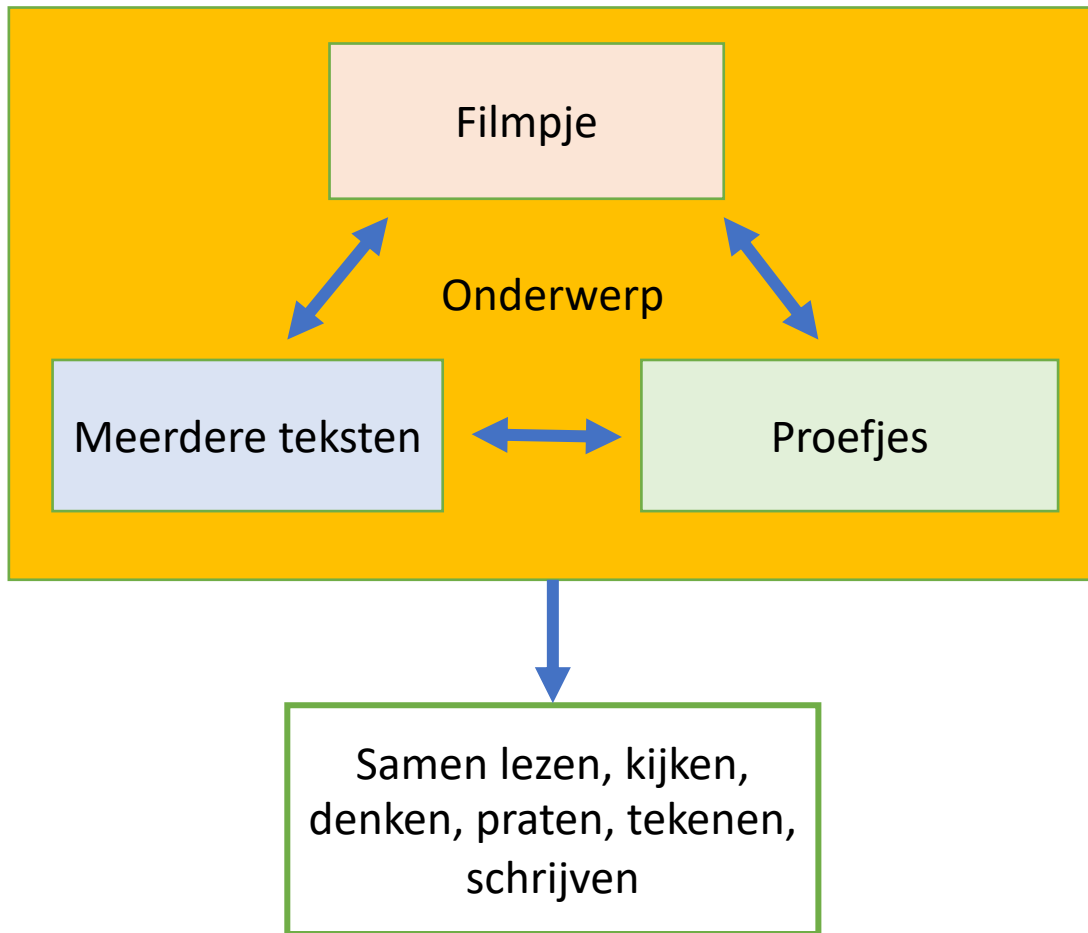 Filmpje
Onderwerp
Meerdere teksten
Proefjes
Samen lezen, kijken,
denken, praten, tekenen,
schrijven